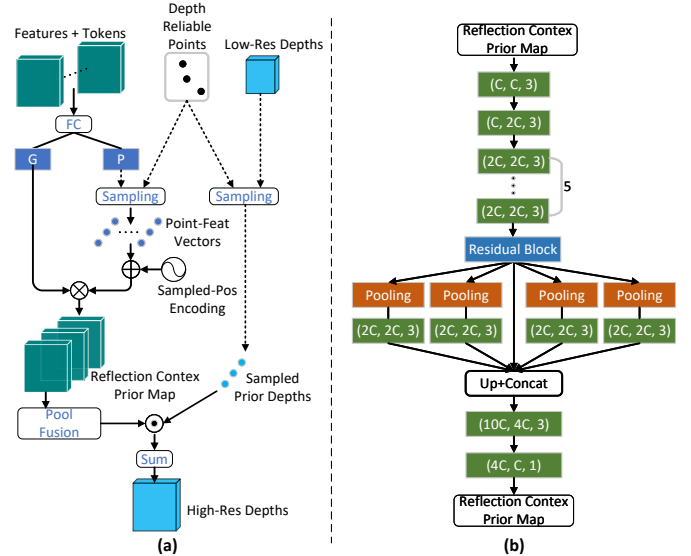 Features + Tokens
Depth
Reliable
Points
Low-Res Depths
FC
G
P
Sampling
Sampling
Point-Feat
Vectors
Sampled-Pos
Encoding
Reflection Contex
Prior Map
Sampled
Prior Depths
Pool
Fusion
Sum
High-Res Depths
(a)
Reflection Contex
Prior Map
(C, C, 3)
(C, 2C, 3)
(2C, 2C, 3)
5
(2C, 2C, 3)
Residual Block
Pooling
Pooling
Pooling
Pooling
(2C, 2C, 3)
(2C, 2C, 3)
(2C, 2C, 3)
(2C, 2C, 3)
Up+Concat
(10C, 4C, 3)
(4C, C, 1)
Reflection Contex
Prior Map
(b)